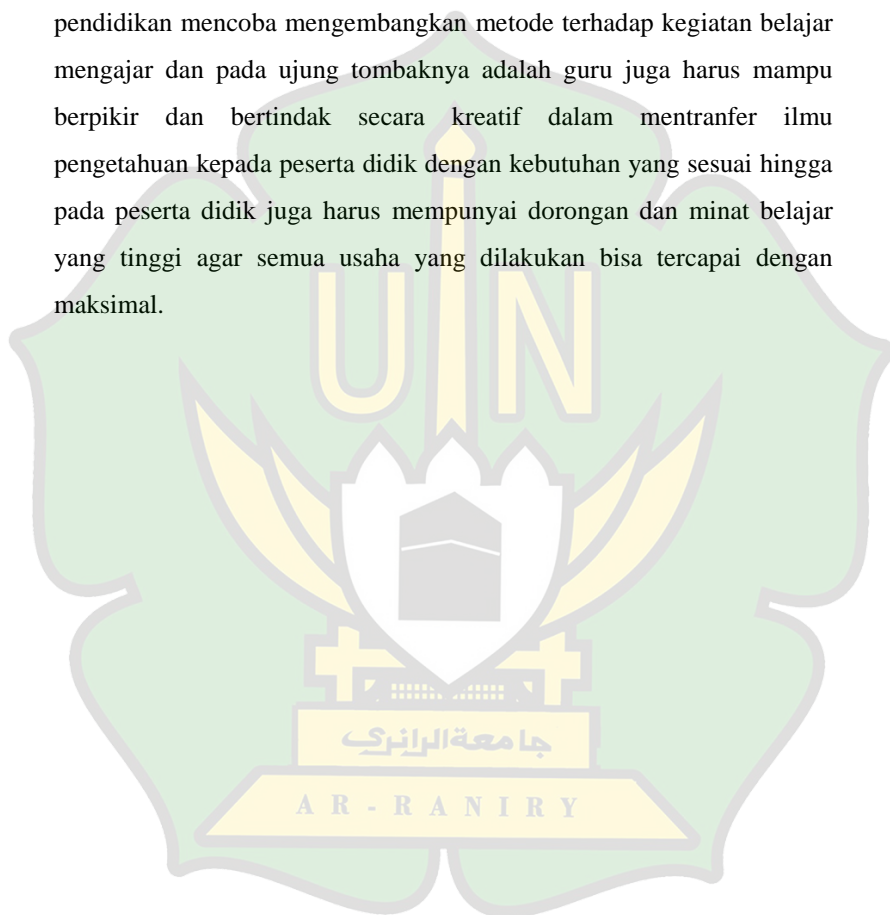 pendidikan mencoba mengembangkan metode terhadap kegiatan belajar
mengajar dan pada ujung tombaknya adalah guru juga harus mampu
berpikir dan bertindak secara kreatif dalam mentranfer ilmu
pengetahuan kepada peserta didik dengan kebutuhan yang sesuai hingga
pada peserta didik juga harus mempunyai dorongan dan minat belajar
yang tinggi agar semua usaha yang dilakukan bisa tercapai dengan
maksimal.
UIN
جامعة الرانري
AR-RANIRY